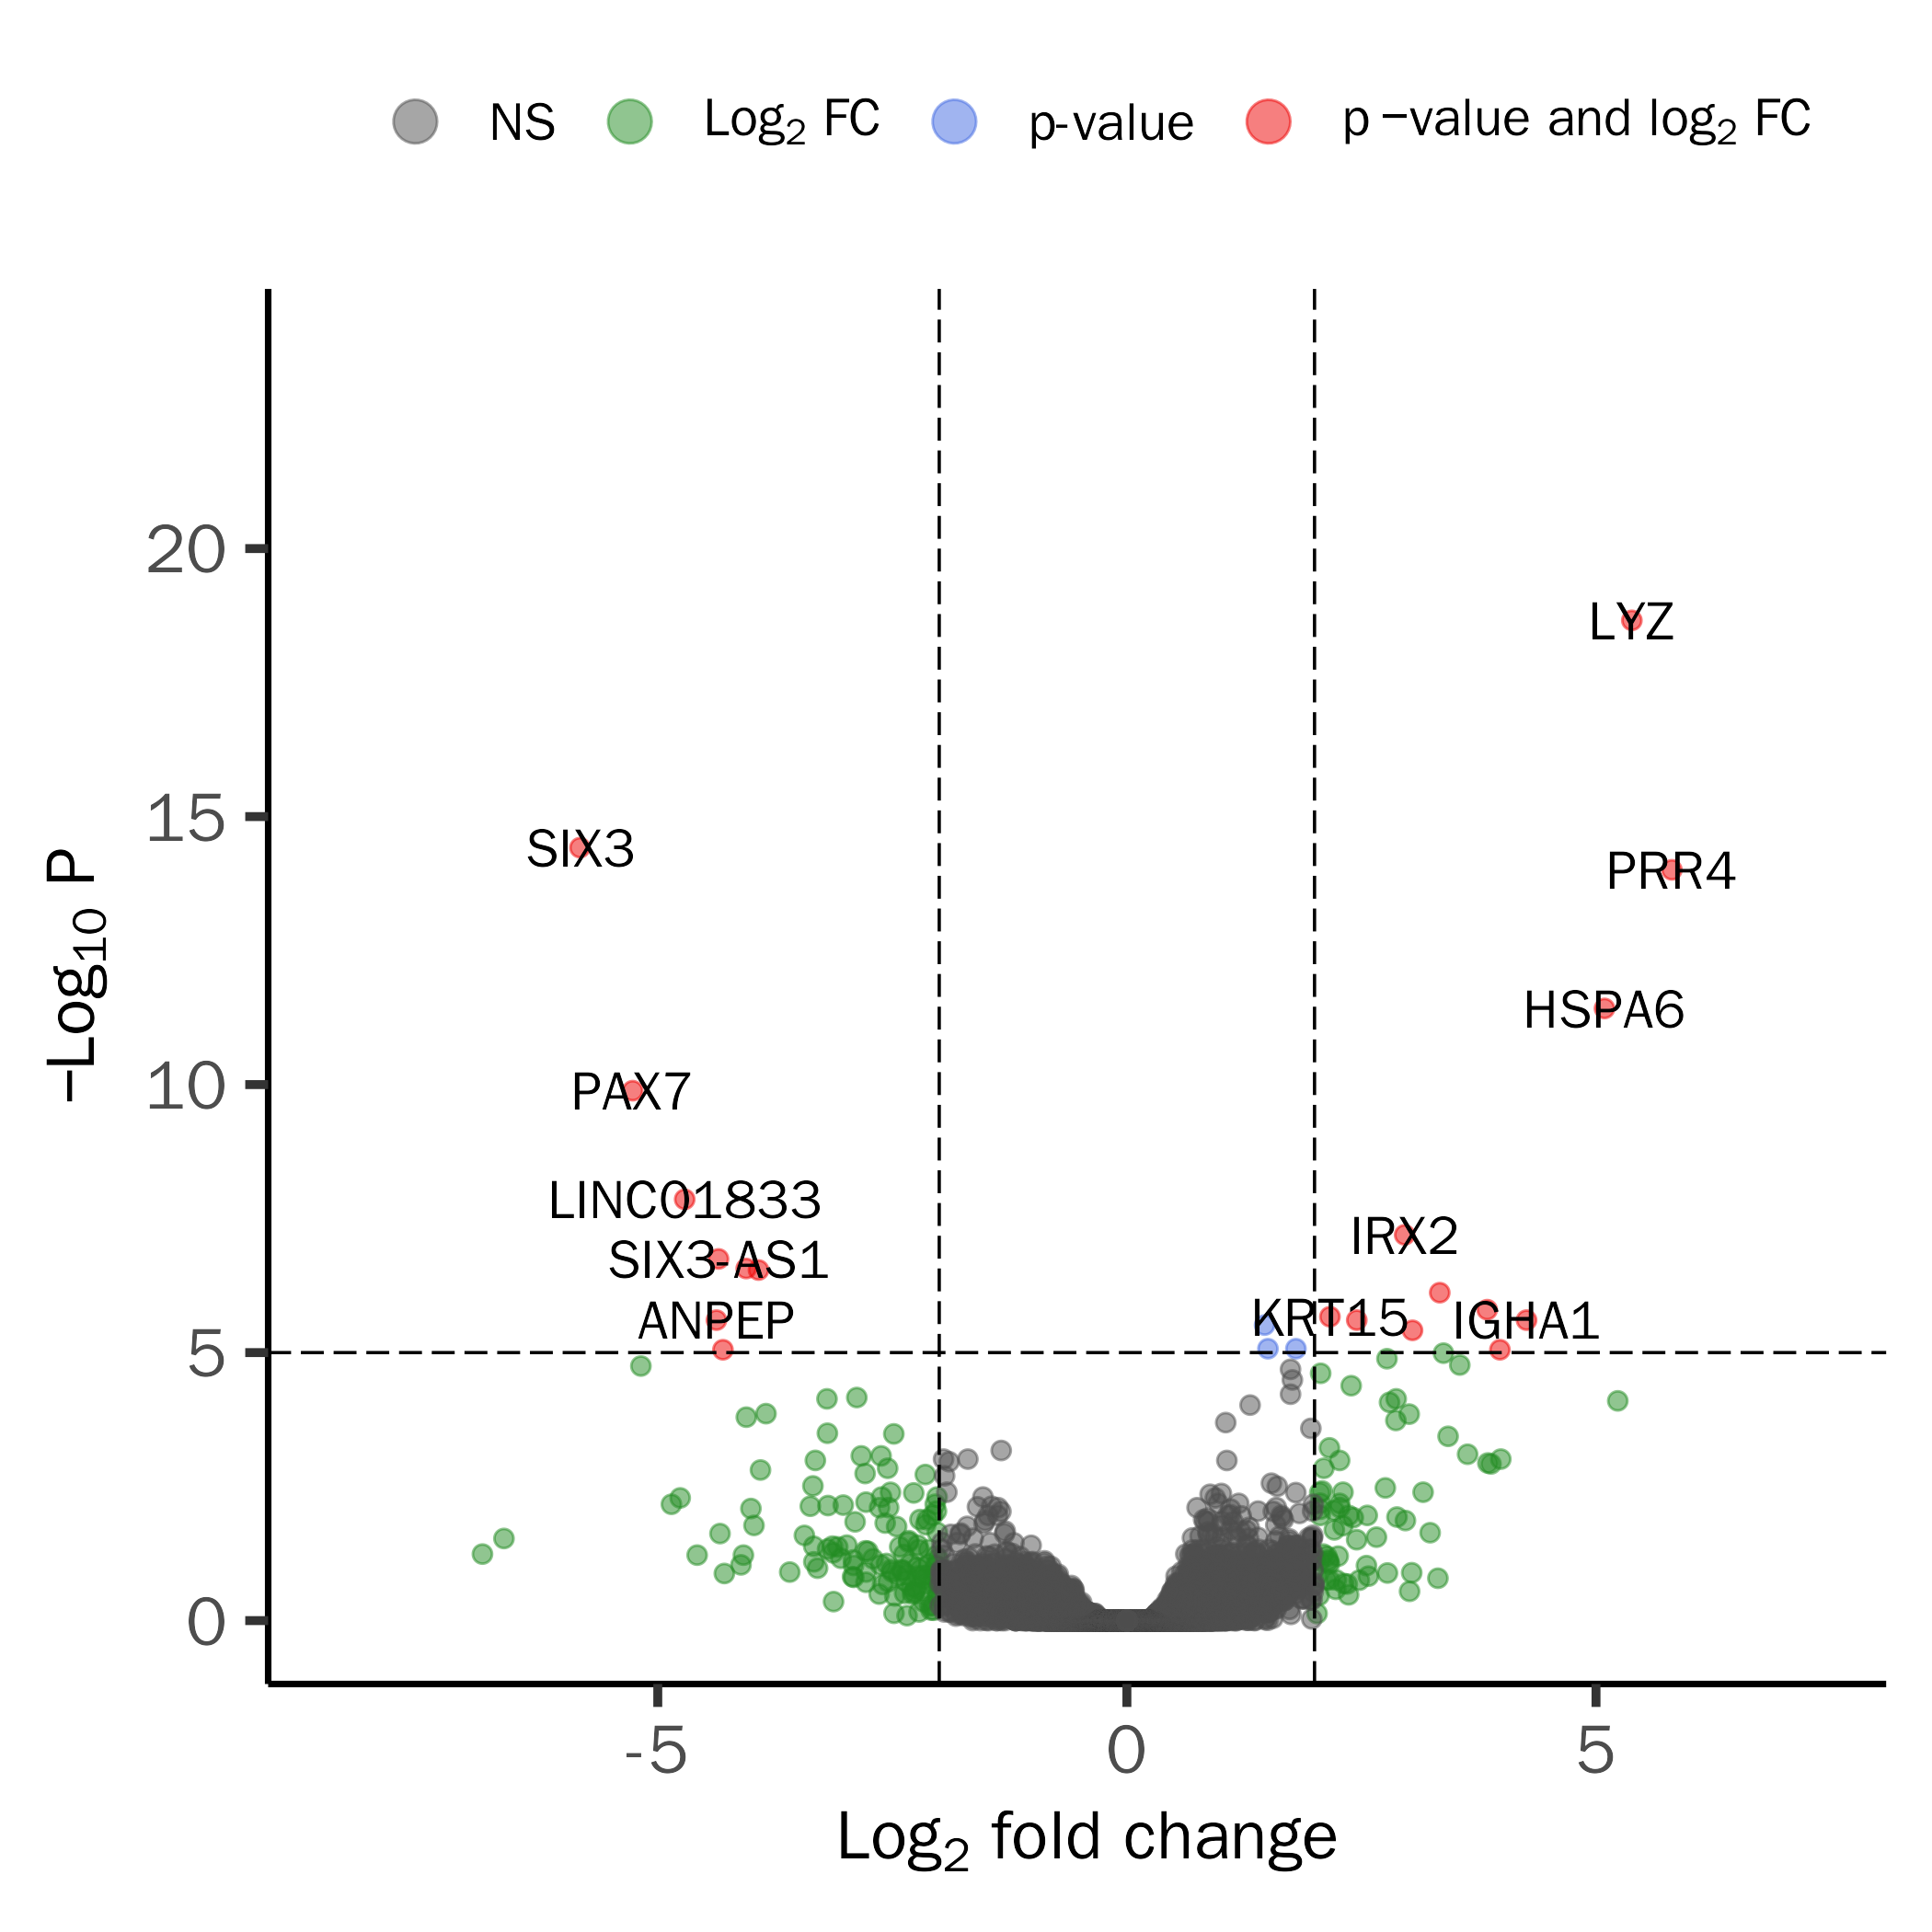 NS Log2 FC p-value p −value and log2 FC
20
LYZ
15
SIX3
PRR4
HSPA6
10
PAX7
LINC01833
IRX2
SIX3-AS1
KRT15
IGHA1
ANPEP
5
0
−Log10 P
-5 0 5
Log2 fold change